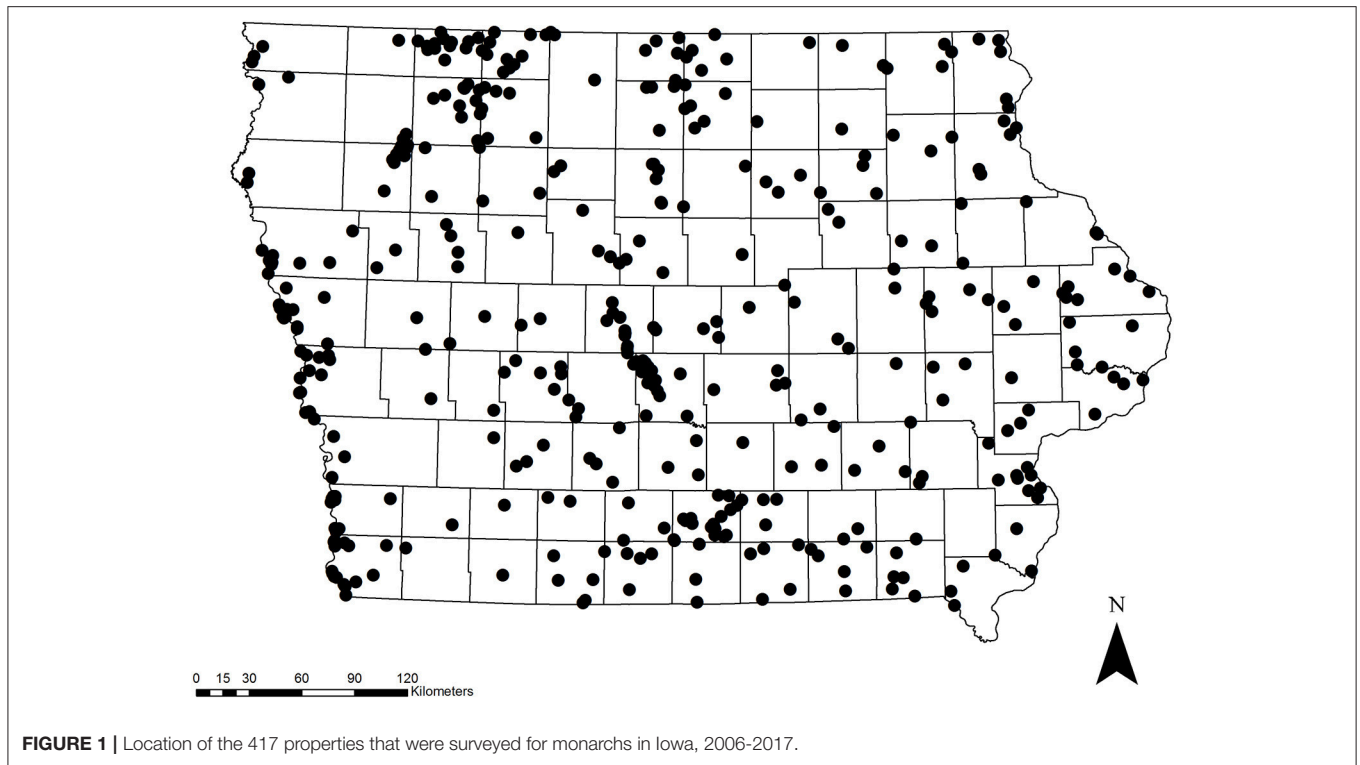 N
0 15 30 60 90 120
Kilometers
FIGURE 1 | Location of the 417 properties that were surveyed for monarchs in Iowa, 2006-2017.